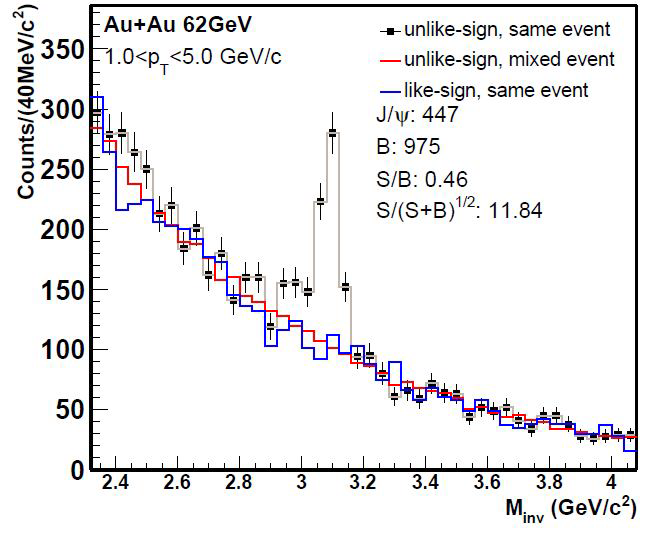 Au+Au 62GeV
1.0<pT<5.0 GeV/c
unlike-sign, same event
unlike-sign, mixed event
like-sign, same event
J/ψ: 447
B: 975
S/B: 0.46
S/(S+B)^1/2: 11.84
Counts/(40MeV/c²)
350
300
250
200
150
100
50
0
2.4 2.6 2.8 3 3.2 3.4 3.6 3.8 4
Minv (GeV/c²)